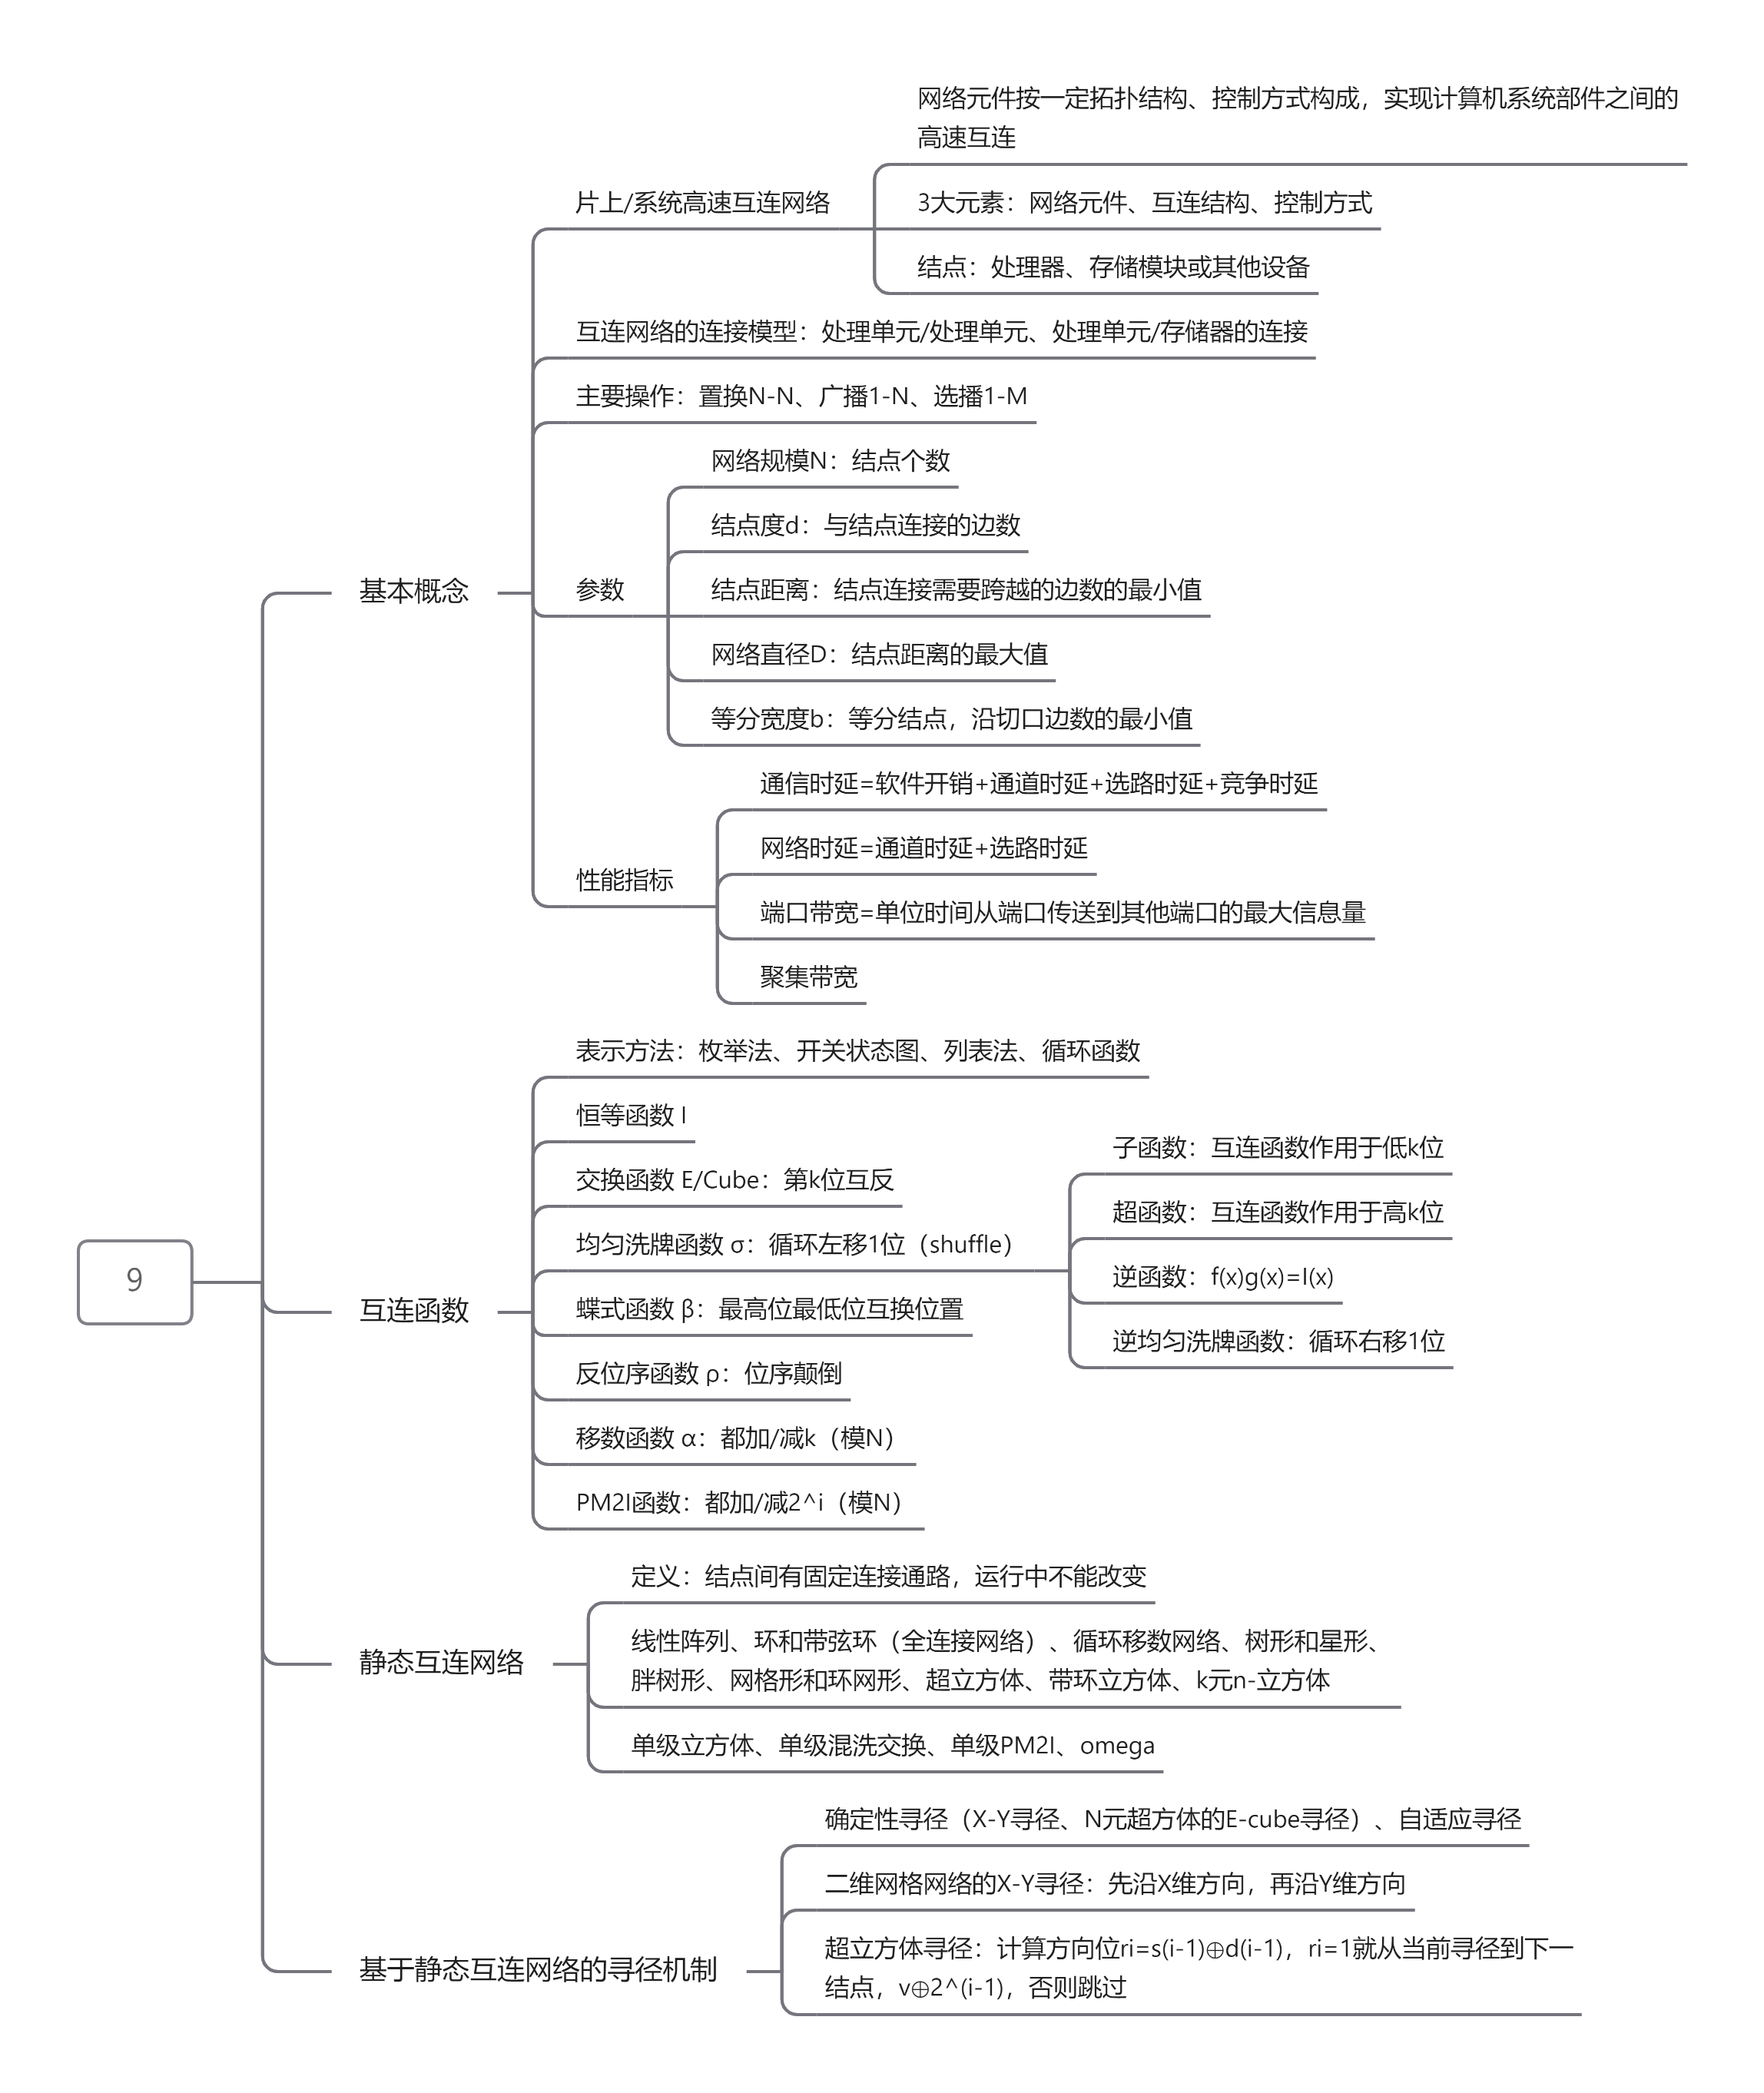 9
基本概念
片上/系统高速互连网络
网络元件按一定拓扑结构、控制方式构成，实现计算机系统部件之间的
高速互连
3大元素：网络元件、互连结构、控制方式
结点：处理器、存储模块或其他设备
互连网络的连接模型：处理单元/处理单元、处理单元/存储器的连接
主要操作：置换N-N、广播1-N、选播1-M
参数
网络规模N：结点个数
结点度d：与结点连接的边数
结点距离：结点连接需要跨越的边数的最小值
网络直径D：结点距离的最大值
等分宽度b：等分结点，沿切口边数的最小值
性能指标
通信时延=软件开销+通道时延+选路时延+竞争时延
网络时延=通道时延+选路时延
端口带宽=单位时间从端口传送到其他端口的最大信息量
聚集带宽
互连函数
表示方法：枚举法、开关状态图、列表法、循环函数
恒等函数 I
交换函数 E/Cube：第k位互反
均匀洗牌函数 σ：循环左移1位（shuffle）
子函数：互连函数作用于低k位
超函数：互连函数作用于高k位
逆函数：f(x)g(x)=I(x)
逆均匀洗牌函数：循环右移1位
蝶式函数 β：最高位最低位互换位置
反位序函数 ρ：位序颠倒
移数函数 α：都加/减k（模N）
PM2I函数：都加/减2^i（模N）
静态互连网络
定义：结点间有固定连接通路，运行中不能改变
线性阵列、环和带弦环（全连接网络）、循环移数网络、树形和星形、
胖树形、网格形和环网形、超立方体、带环立方体、k元n-立方体
单级立方体、单级混洗交换、单级PM2I、omega
基于静态互连网络的寻径机制
确定性寻径（X-Y寻径、N元超方体的E-cube寻径）、自适应寻径
二维网格网络的X-Y寻径：先沿X维方向，再沿Y维方向
超立方体寻径：计算方向位ri=s(i-1)⊕d(i-1)，ri=1就从当前寻径到下一
结点，v⊕2^(i-1)，否则跳过